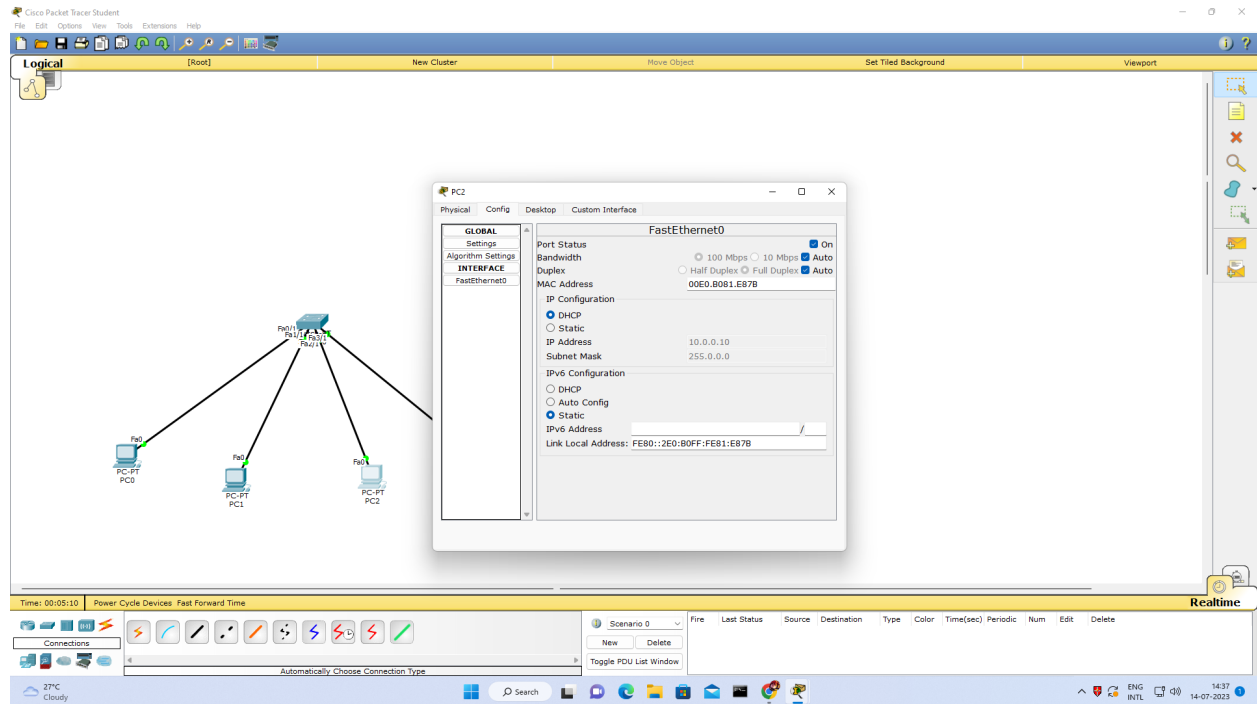 Cisco Packet Tracer Student
File Edit Options View Tools Extensions Help
Logical [Root] New Cluster Move Object Set Tiled Background Viewport
PC2
Physical Config Desktop Custom Interface
GLOBAL
Settings
Algorithm Settings
INTERFACE
FastEthernet0
FastEthernet0
Port Status On
Bandwidth 100 Mbps 10 Mbps Auto
Duplex Half Duplex Full Duplex Auto
MAC Address 00E0.B081.E87B
IP Configuration
DHCP
Static
IP Address 10.0.0.10
Subnet Mask 255.0.0.0
IPv6 Configuration
DHCP
Auto Config
Static
IPv6 Address /
Link Local Address: FE80::2E0:B0FF:FE81:E87B
Fa0/1
Fa1/1
Fa3/1
Fa2/1
Fa0
PC-PT
PC0
Fa0
PC-PT
PC1
Fa0
PC-PT
PC2
Time: 00:05:10 Power Cycle Devices Fast Forward Time Realtime
Connections
Automatically Choose Connection Type
Scenario 0
New Delete
Toggle PDU List Window
Fire Last Status Source Destination Type Color Time(sec) Periodic Num Edit Delete
27°C
Cloudy
Search
ENG
INTL
14:37
14-07-2023
1